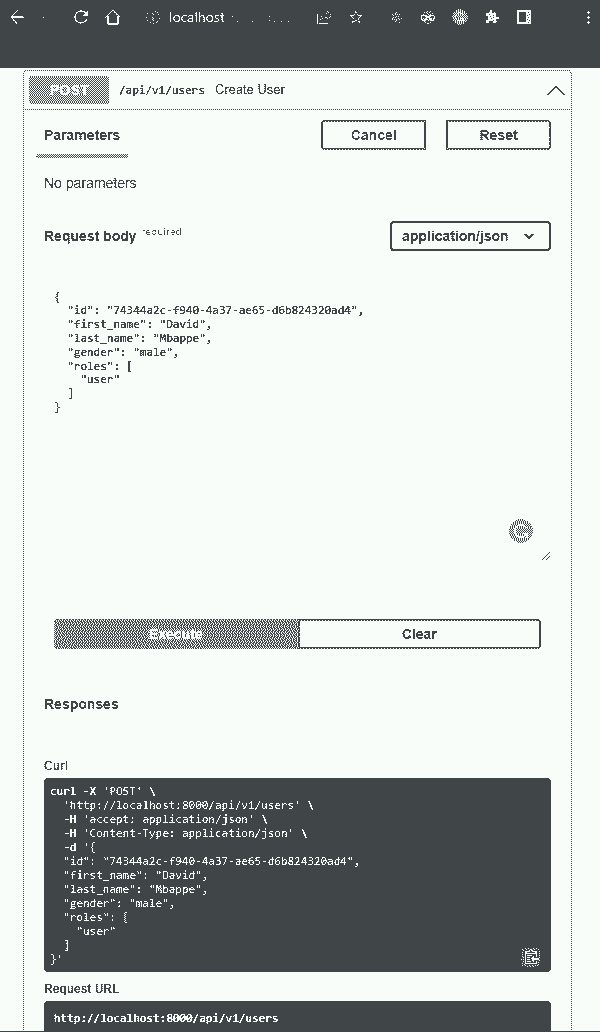 localhost
POST /api/v1/users Create User
Parameters
Cancel
Reset
No parameters
Request body required
application/json
{
"id": "74344a2c-f940-4a37-ae65-d6b824320ad4",
"first_name": "David",
"last_name": "Mbappe",
"gender": "male",
"roles": [
"user"
]
}
Execute
Clear
Responses
Curl
curl -X 'POST' \
'http://localhost:8000/api/v1/users' \
-H 'accept: application/json' \
-H 'Content-Type: application/json' \
-d '{
"id": "74344a2c-f940-4a37-ae65-d6b824320ad4",
"first_name": "David",
"last_name": "Mbappe",
"gender": "male",
"roles": [
"user"
]
}'
Request URL
http://localhost:8000/api/v1/users